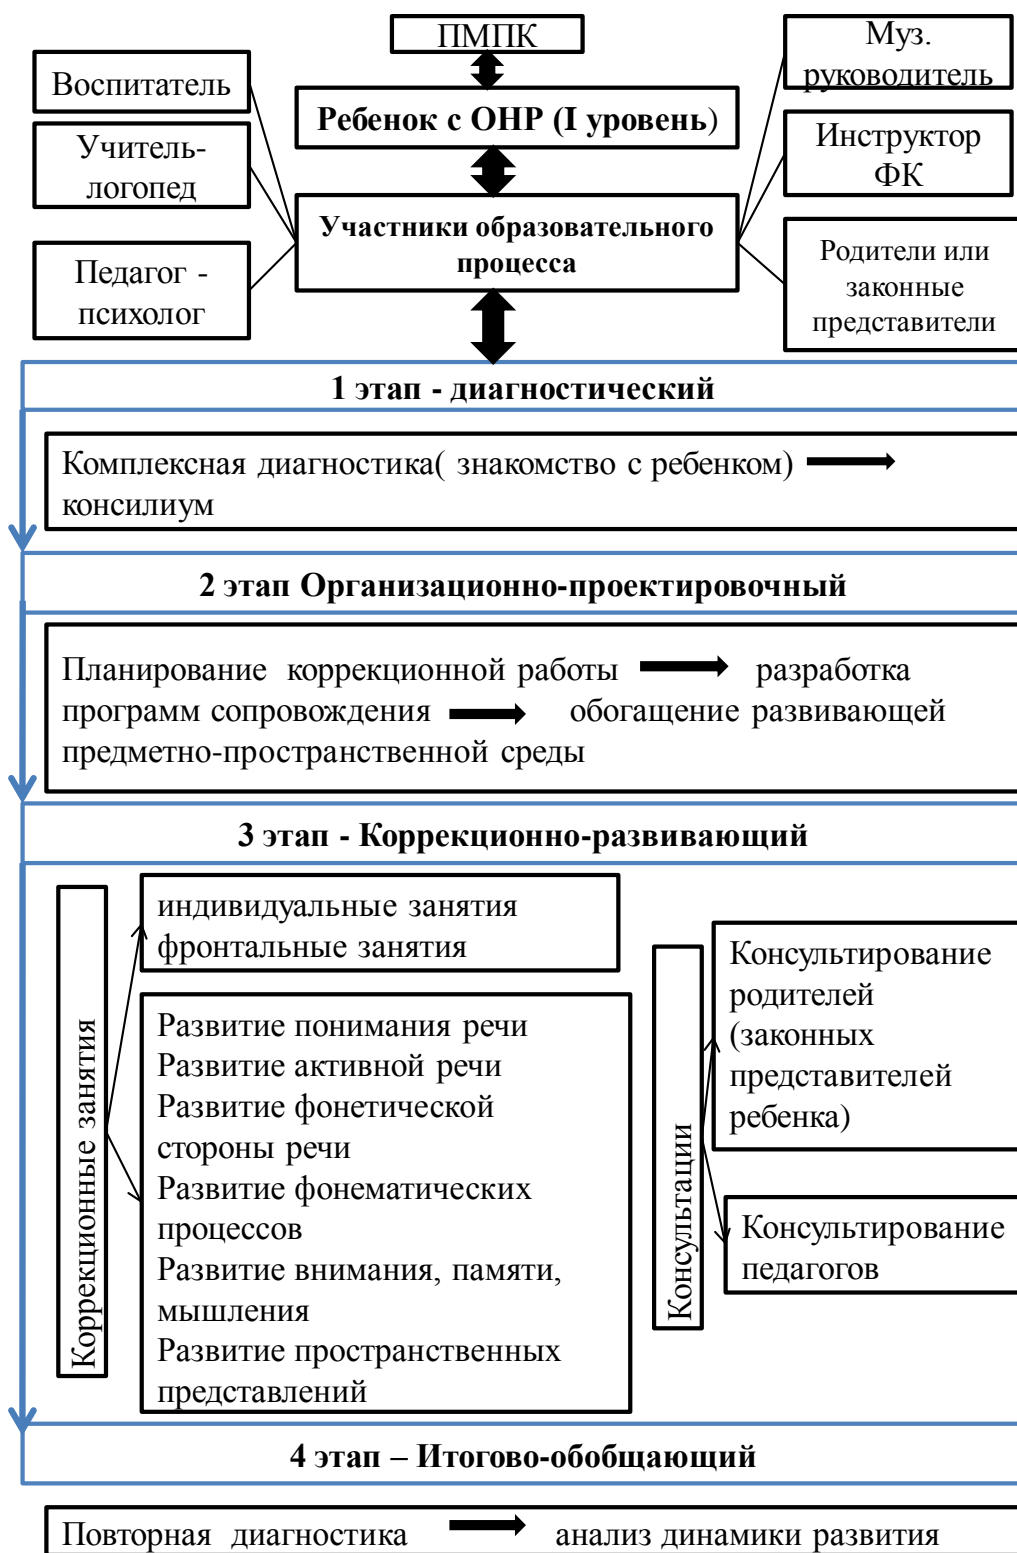 ПМПК
Муз.
руководитель
Воспитатель
Ребенок с ОНР (I уровень)
Учитель-
логопед
Инструктор
ФК
Участники образовательного
процесса
Педагог -
психолог
Родители или
законные
представители
1 этап - диагностический
Комплексная диагностика( знакомство с ребенком)
консилиум
2 этап Организационно-проектировочный
Планирование коррекционной работы разработка
программ сопровождения обогащение развивающей
предметно-пространственной среды
3 этап - Коррекционно-развивающий
Коррекционные занятия
индивидуальные занятия
фронтальные занятия
Развитие понимания речи
Развитие активной речи
Развитие фонетической
стороны речи
Развитие фонематических
процессов
Развитие внимания, памяти,
мышления
Развитие пространственных
представлений
Консультации
Консультирование
родителей
(законных
представителей
ребенка)
Консультирование
педагогов
4 этап – Итогово-обобщающий
Повторная диагностика анализ динамики развития